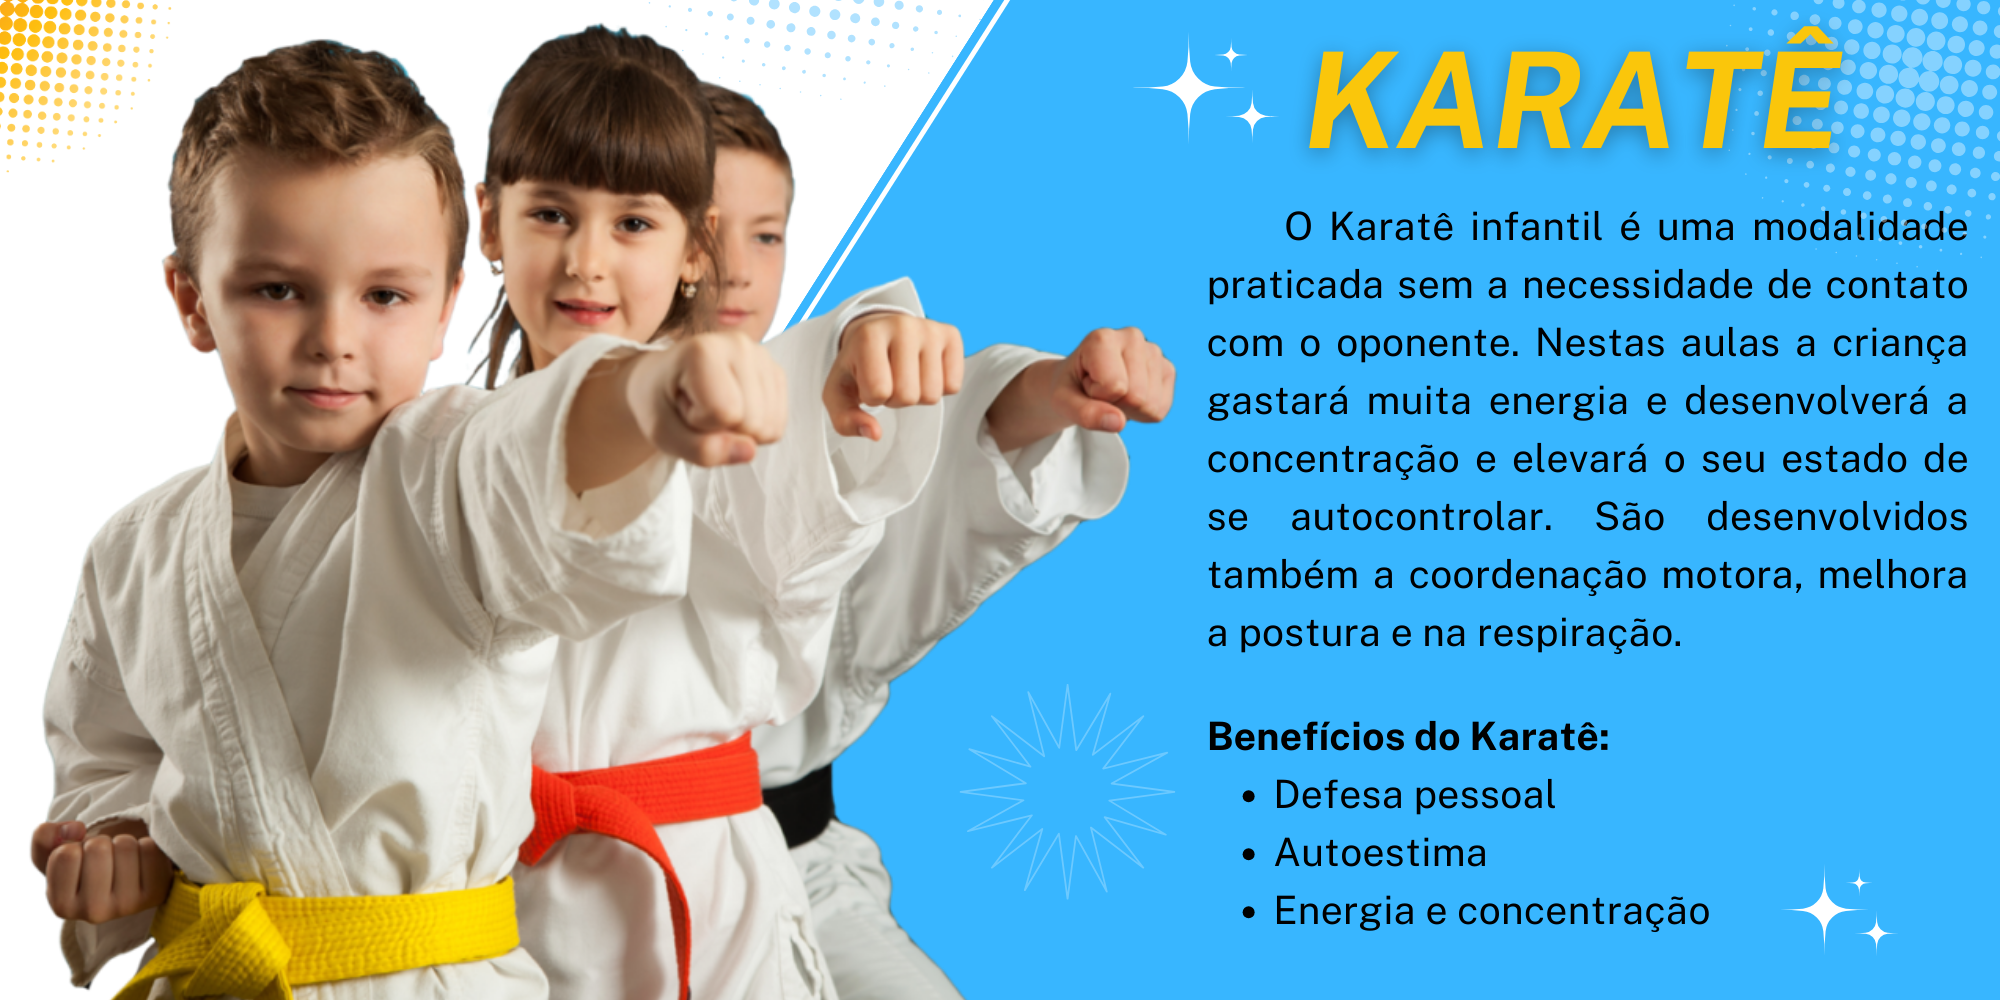 KARATÊ
O Karatê infantil é uma modalidade
praticada sem a necessidade de contato
com o oponente. Nestas aulas a criança
gastará muita energia e desenvolverá a
concentração e elevará o seu estado de
se autocontrolar. São desenvolvidos
também a coordenação motora, melhora
a postura e na respiração.
Benefícios do Karatê:
• Defesa pessoal
• Autoestima
• Energia e concentração